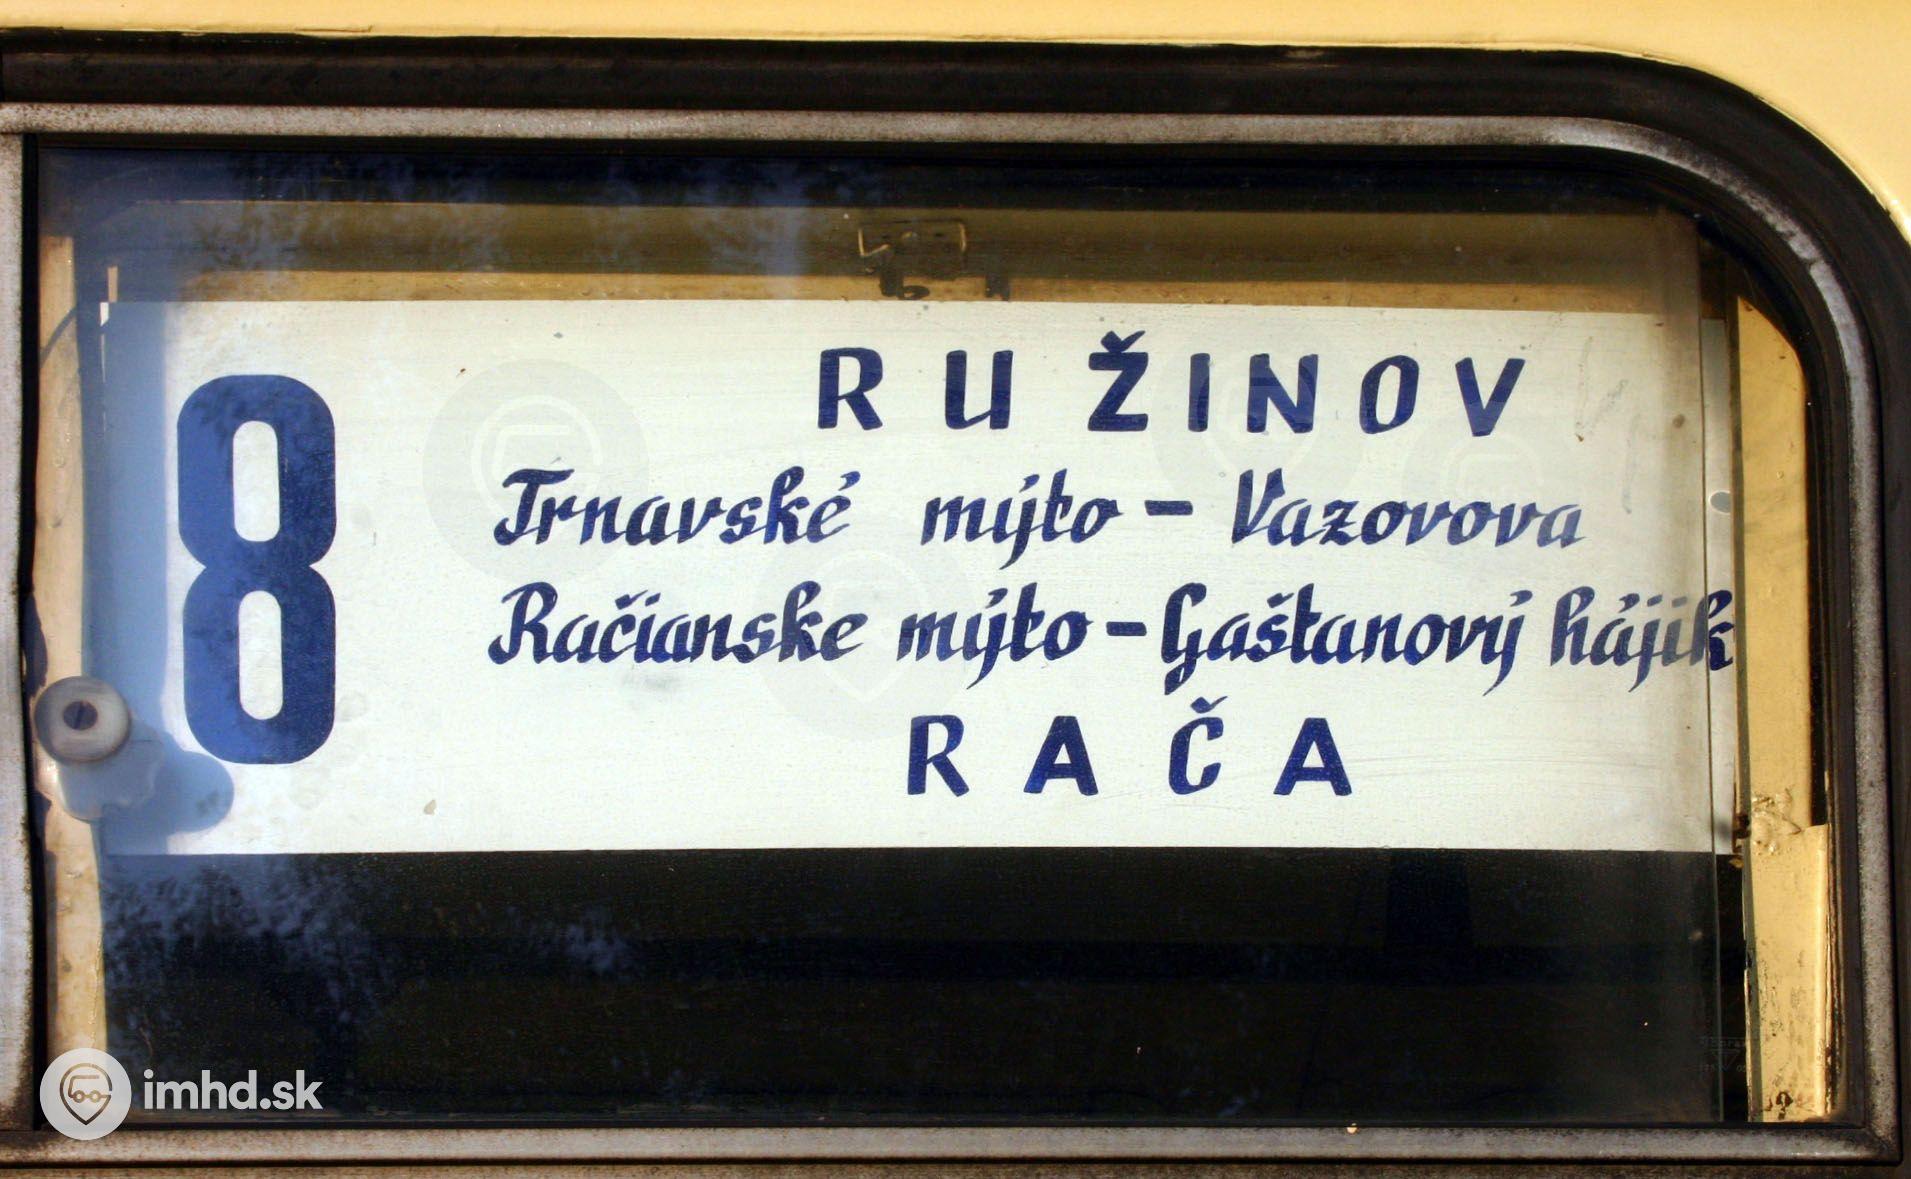 8
RUŽINOV
Trnavské mýto - Vazovova
Račianske mýto - Gaštanový hájik
RAČA
imhd.sk